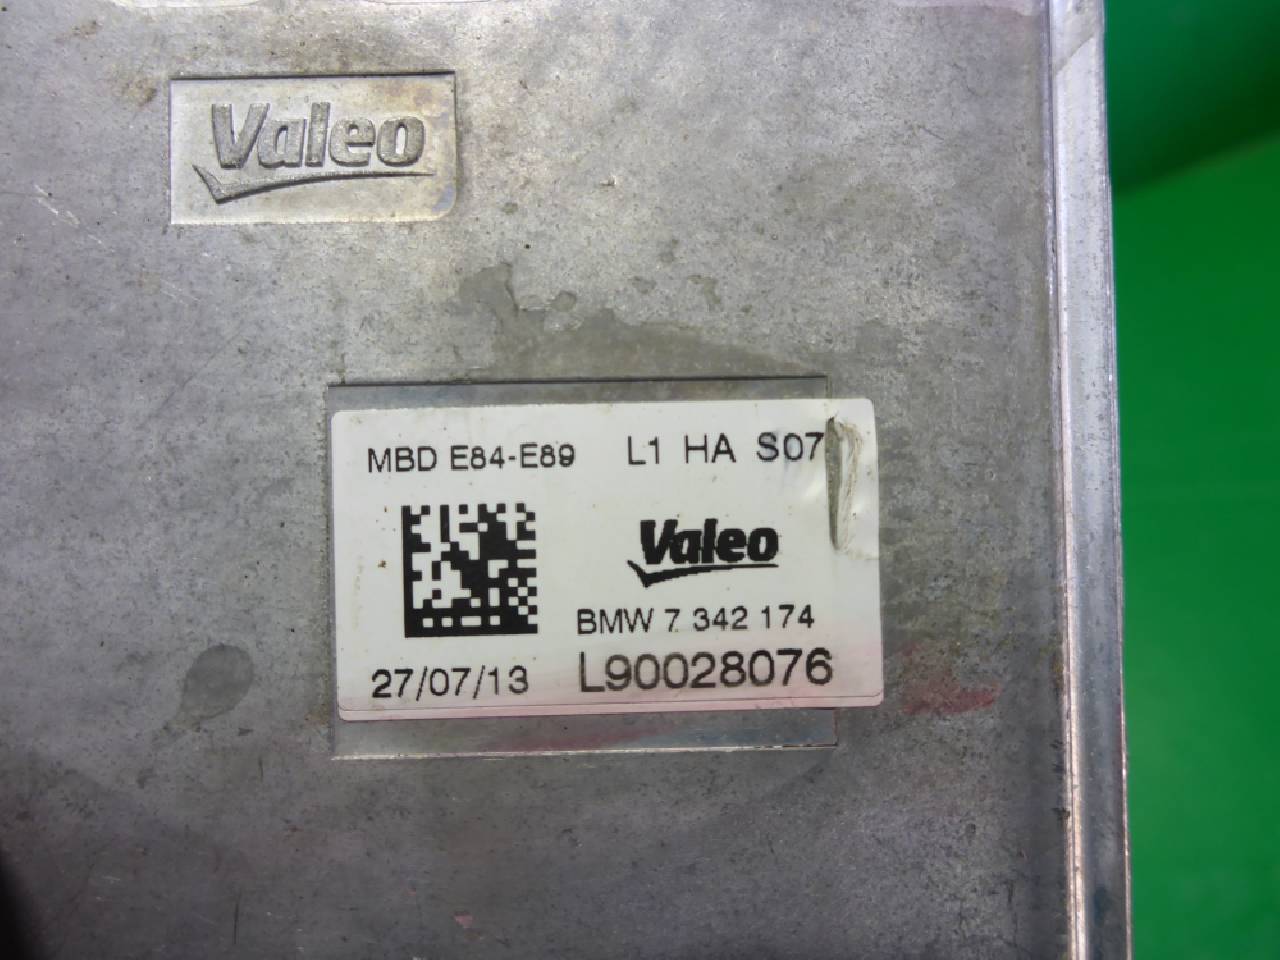 Valeo
MBD E84-E89 L1 HA S07
Valeo
BMW 7 342 174
27/07/13 L90028076